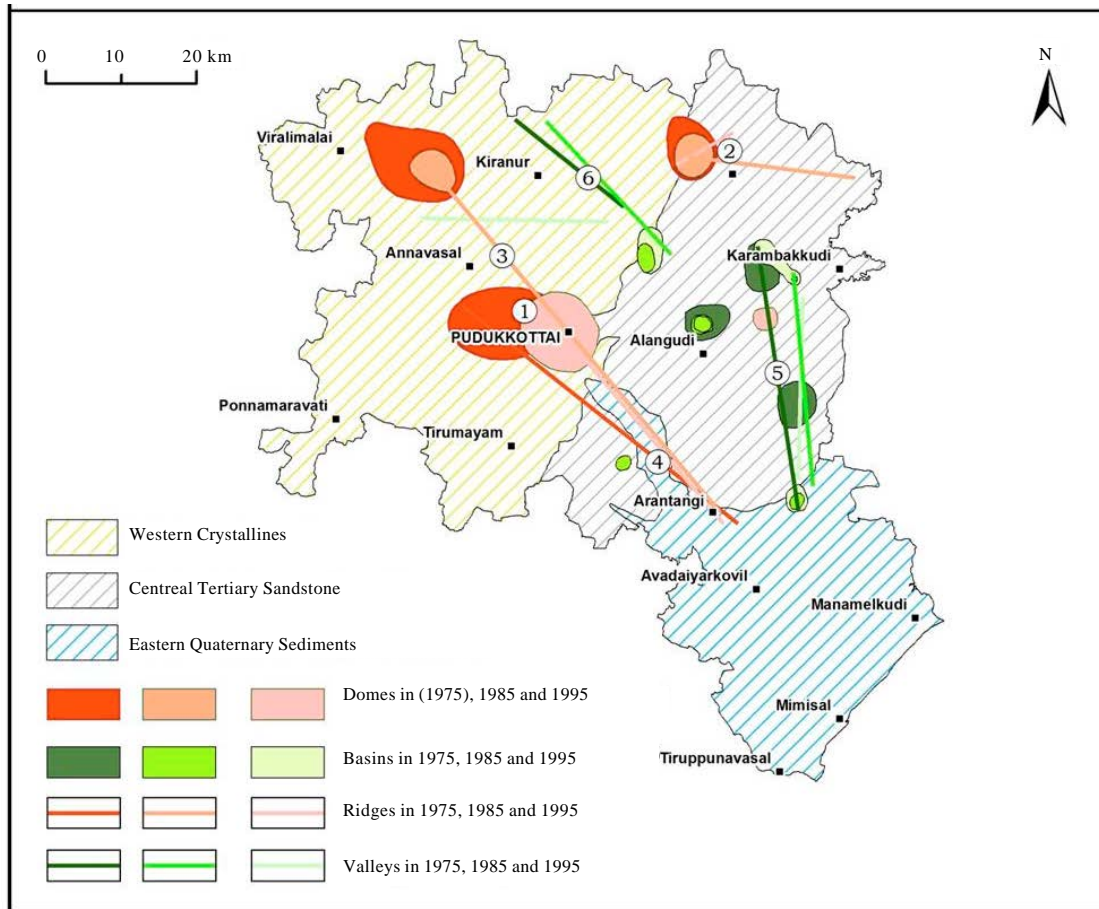 0 10 20 km
N
Viralimalai
Kiranur
2
6
Annavasal
3
Karambakkudi
1
PUDUKKOTTAI
Alangudi
5
Ponnamaravati
Tirumayam
4
Arantangi
Western Crystallines
Centreal Tertiary Sandstone
Avadaiyarkovil
Manamelkudi
Eastern Quaternary Sediments
Domes in (1975), 1985 and 1995
Mimisal
Basins in 1975, 1985 and 1995
Tiruppunavasal
Ridges in 1975, 1985 and 1995
Valleys in 1975, 1985 and 1995